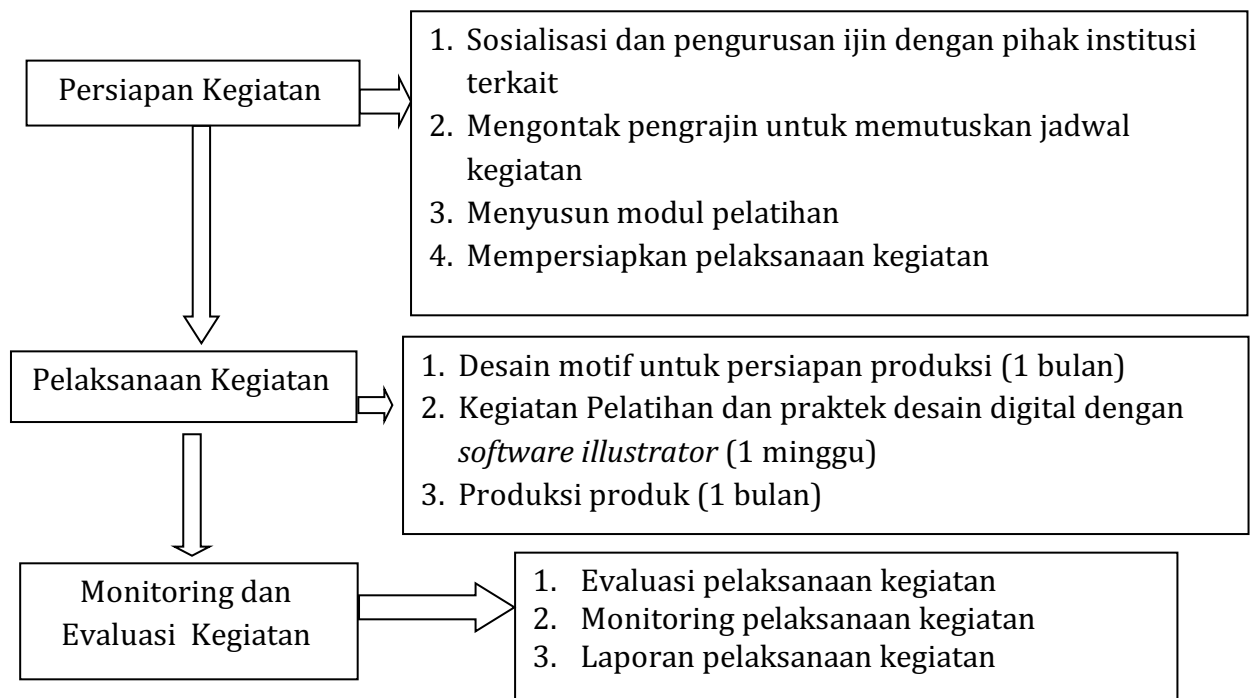 Persiapan Kegiatan
1. Sosialisasi dan pengurusan ijin dengan pihak institusi
terkait
2. Mengontak pengrajin untuk memutuskan jadwal
kegiatan
3. Menyusun modul pelatihan
4. Mempersiapkan pelaksanaan kegiatan
Pelaksanaan Kegiatan
1. Desain motif untuk persiapan produksi (1 bulan)
2. Kegiatan Pelatihan dan praktek desain digital dengan
software illustrator (1 minggu)
3. Produksi produk (1 bulan)
Monitoring dan
Evaluasi Kegiatan
1. Evaluasi pelaksanaan kegiatan
2. Monitoring pelaksanaan kegiatan
3. Laporan pelaksanaan kegiatan